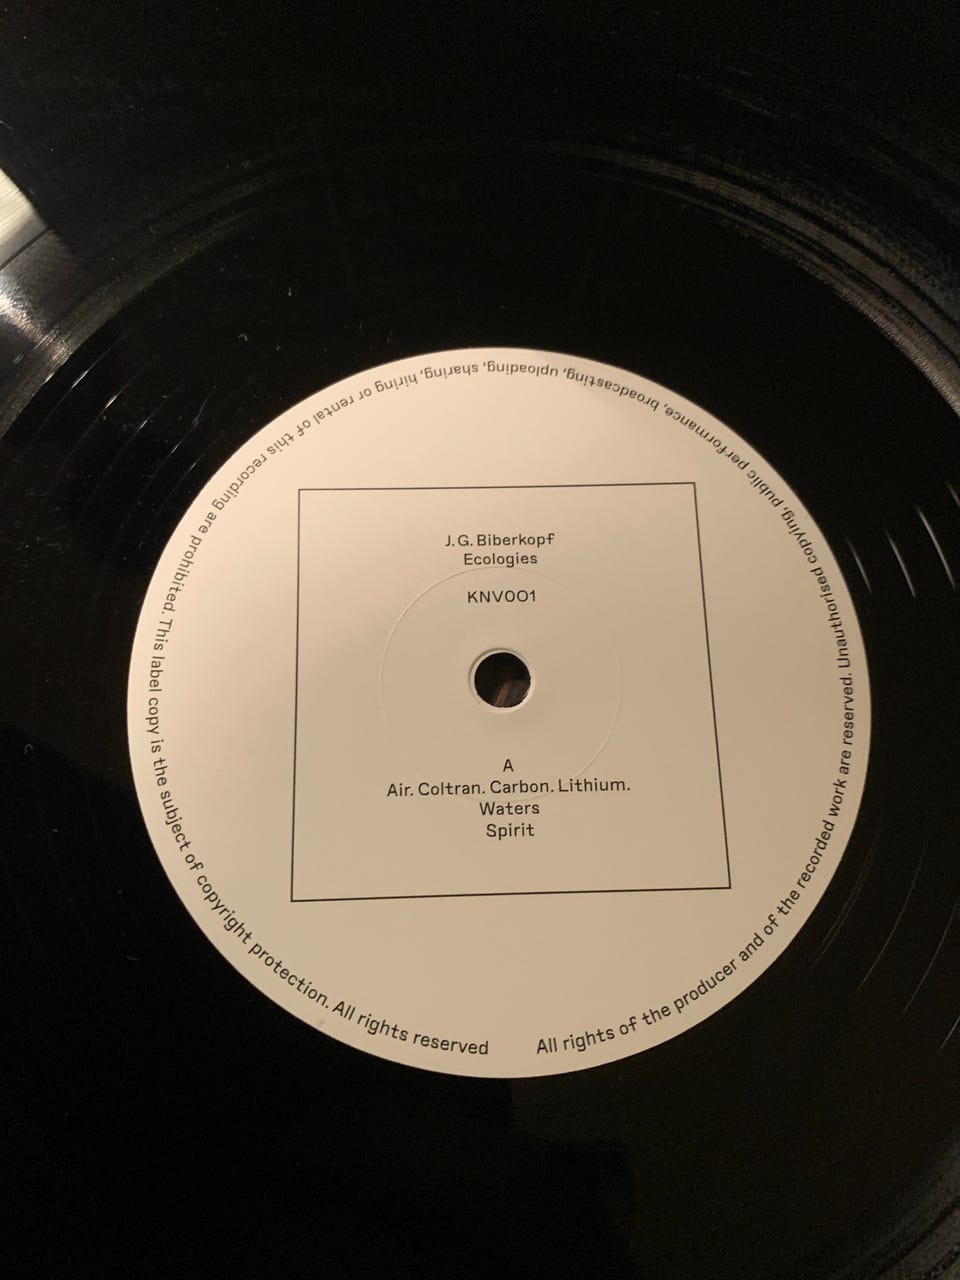 J.G. Biberkopf
Ecologies
KNV001
A
Air. Coltran. Carbon. Lithium.
Waters
Spirit
All rights of the producer and of the recorded work are reserved. Unauthorised copying, public performance, broadcasting, uploading, sharing, hiring or rental of this recording are prohibited. This label copy is the subject of copyright protection. All rights reserved